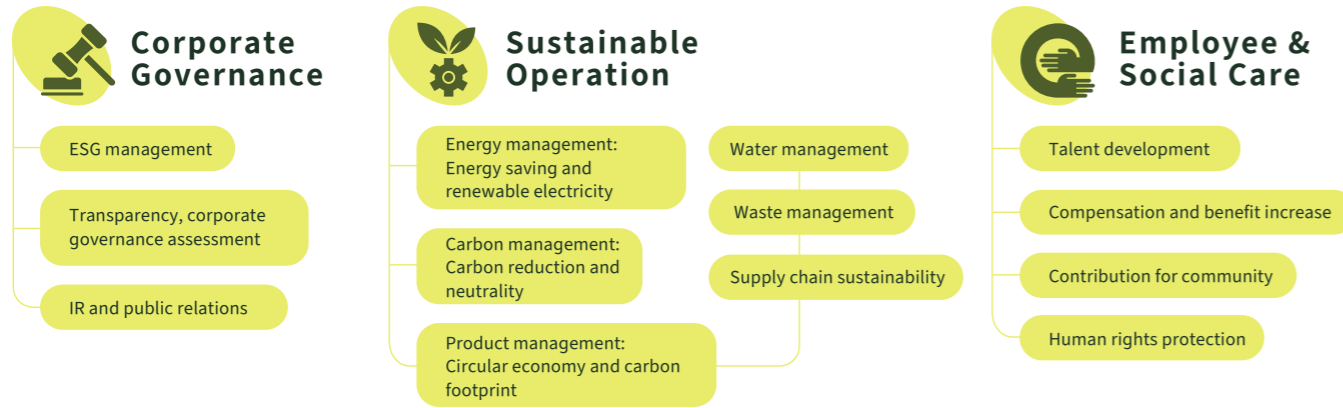 Corporate
Governance
ESG management
Transparency, corporate
governance assessment
IR and public relations
Sustainable
Operation
Energy management:
Energy saving and
renewable electricity
Carbon management:
Carbon reduction and
neutrality
Product management:
Circular economy and carbon
footprint
Water management
Waste management
Supply chain sustainability
Employee &
Social Care
Talent development
Compensation and benefit increase
Contribution for community
Human rights protection